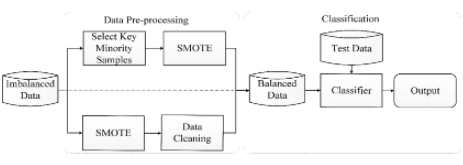 Data Pre-processing
Classification
Select Key
Minority
Samples
SMOTE
Test Data
Imbalanced
Data
Balanced
Data
Classifier
Output
SMOTE
Data
Cleaning